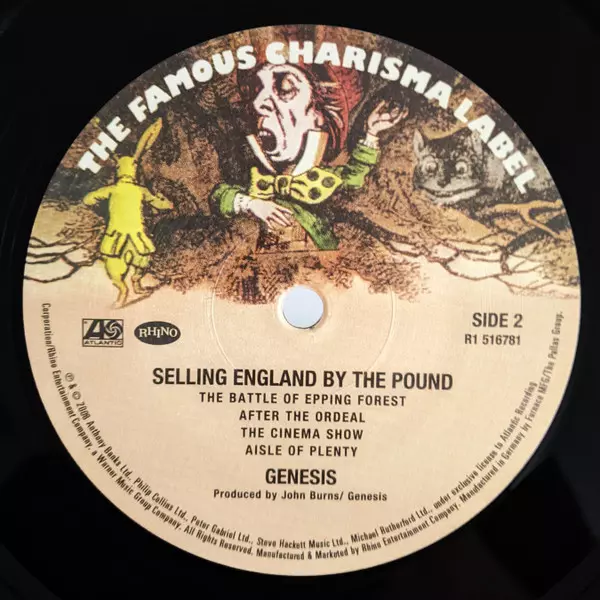 THE FAMOUS CHARISMA LABEL
ATLANTIC
RHINO
SIDE 2
R1 516781
SELLING ENGLAND BY THE POUND
THE BATTLE OF EPPING FOREST
AFTER THE ORDEAL
THE CINEMA SHOW
AISLE OF PLENTY
GENESIS
Produced by John Burns/ Genesis
℗ & © 2008 Anthony Banks Ltd., Philip Collins Ltd., Peter Gabriel Ltd., Steve Hackett Music Ltd., Michael Rutherford Ltd., under exclusive license to Atlantic Recording
Corporation/Rhino Entertainment Company, a Warner Music Group Company. All Rights Reserved. Manufactured & Marketed by Rhino Entertainment Company. Manufactured in Germany by Furnace MFG/The Pallas Group.